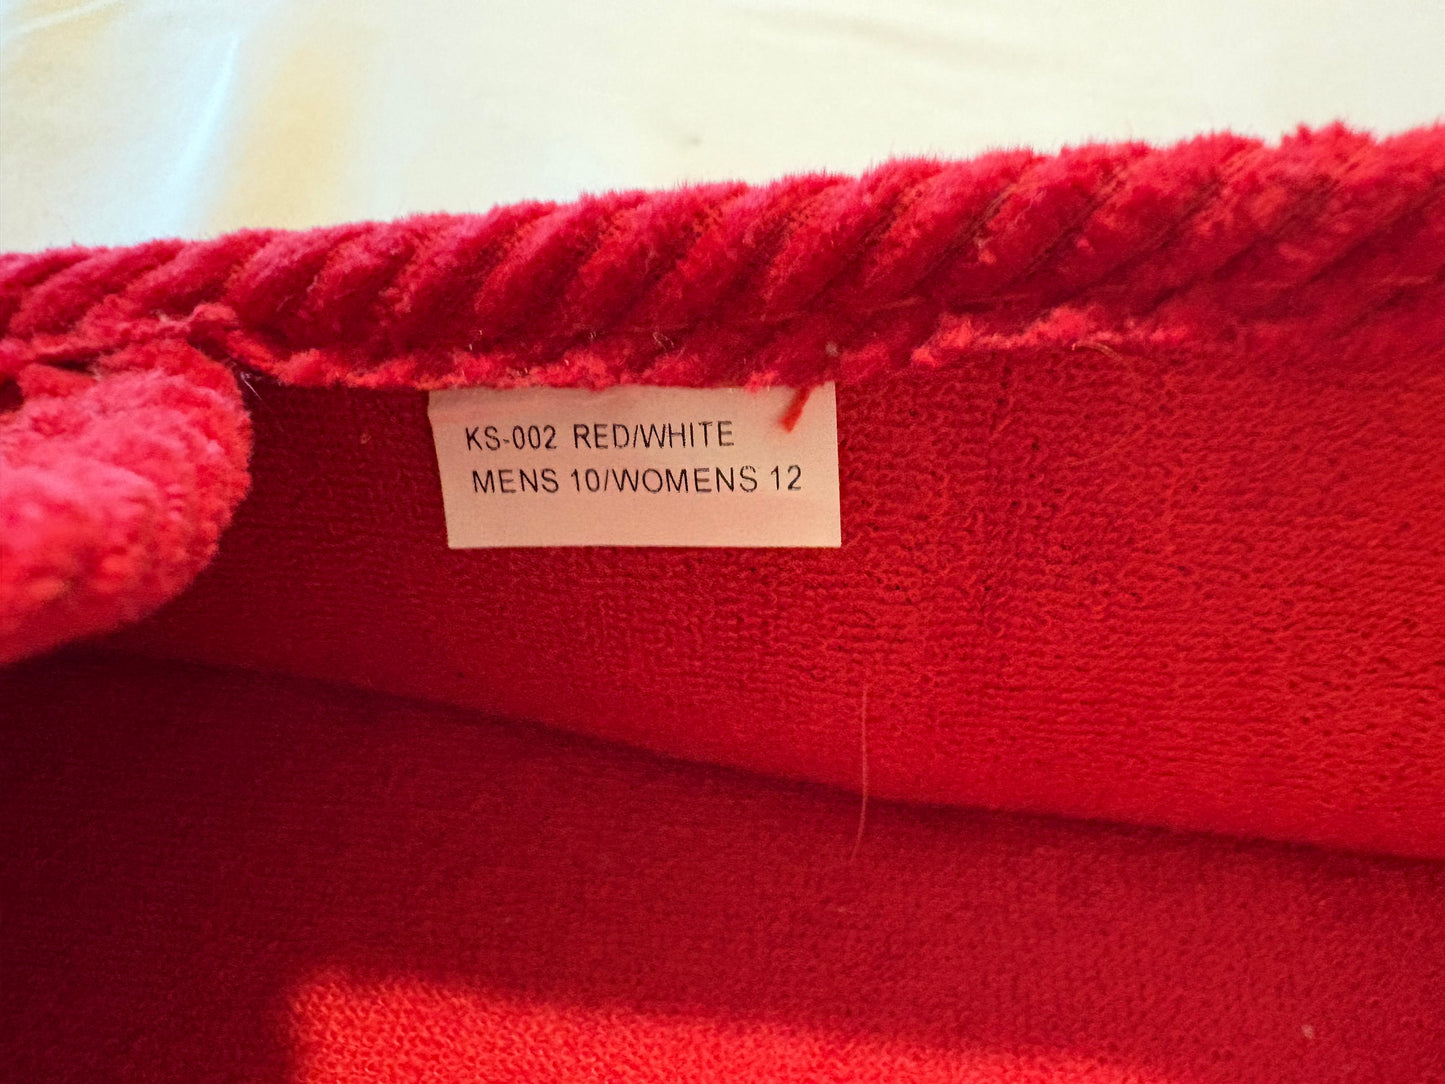 KS-002 RED/WHITE
MENS 10/WOMENS 12